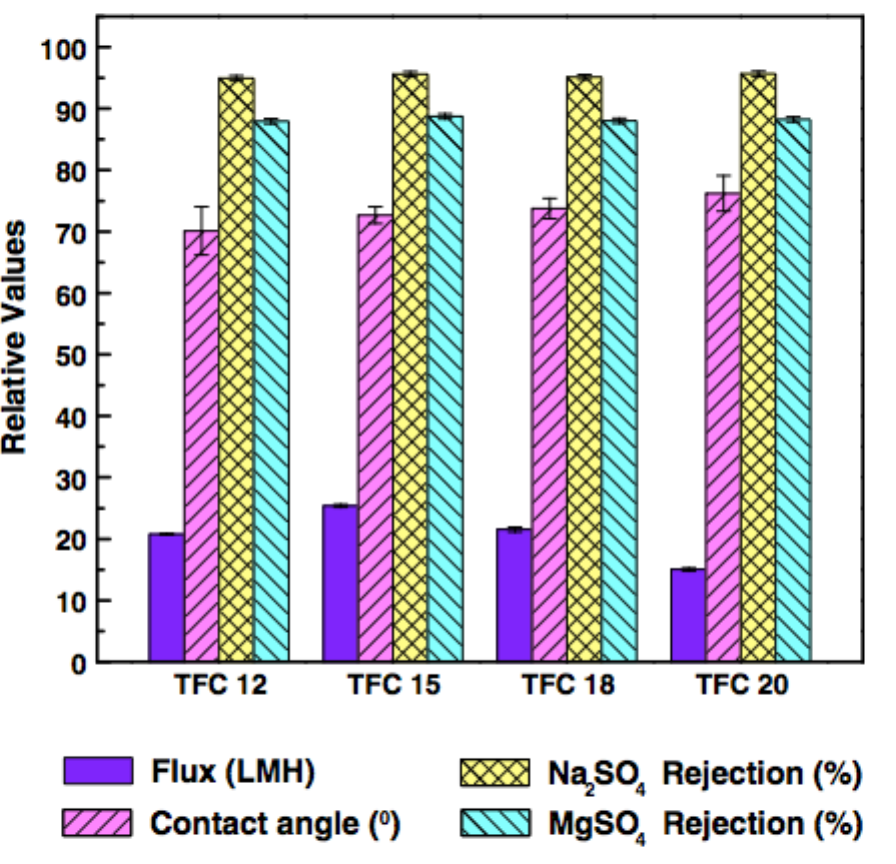 Relative Values
100
90
80
70
60
50
40
30
20
10
0
TFC 12 TFC 15 TFC 18 TFC 20
Flux (LMH) Na₂SO₄ Rejection (%)
Contact angle (⁰) MgSO₄ Rejection (%)